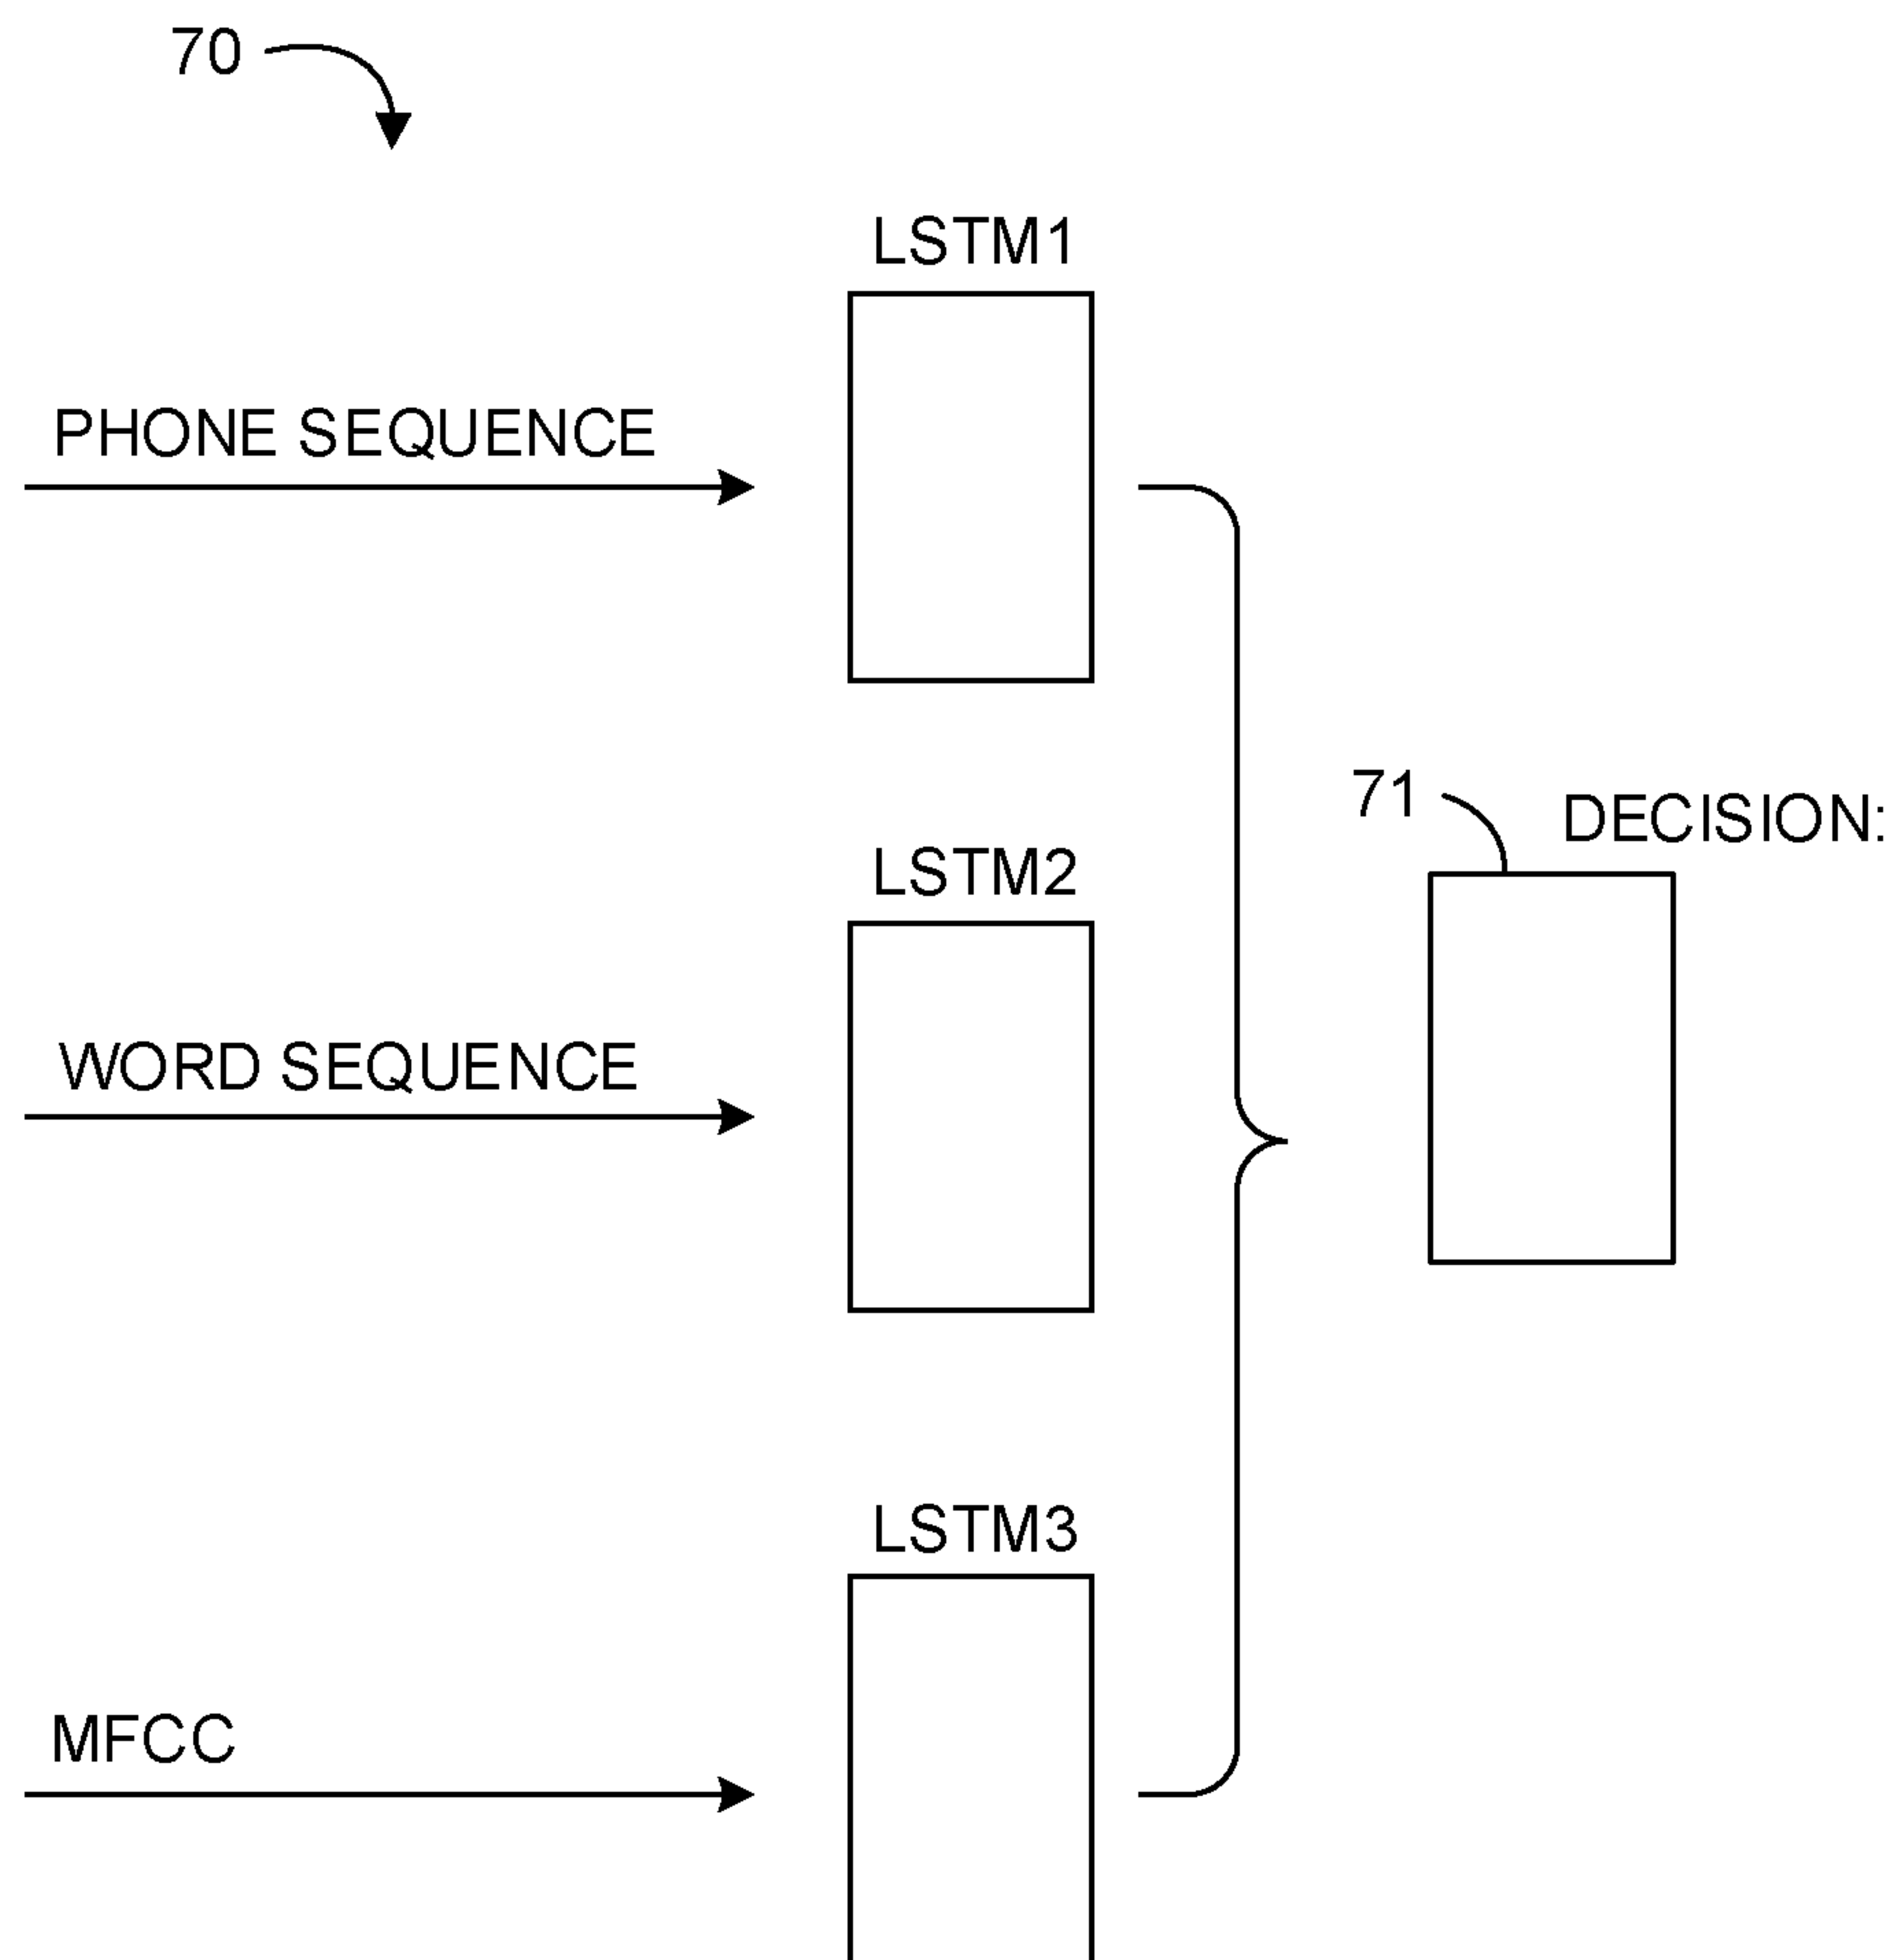 70
LSTM1
PHONE SEQUENCE
71
DECISION:
LSTM2
WORD SEQUENCE
LSTM3
MFCC